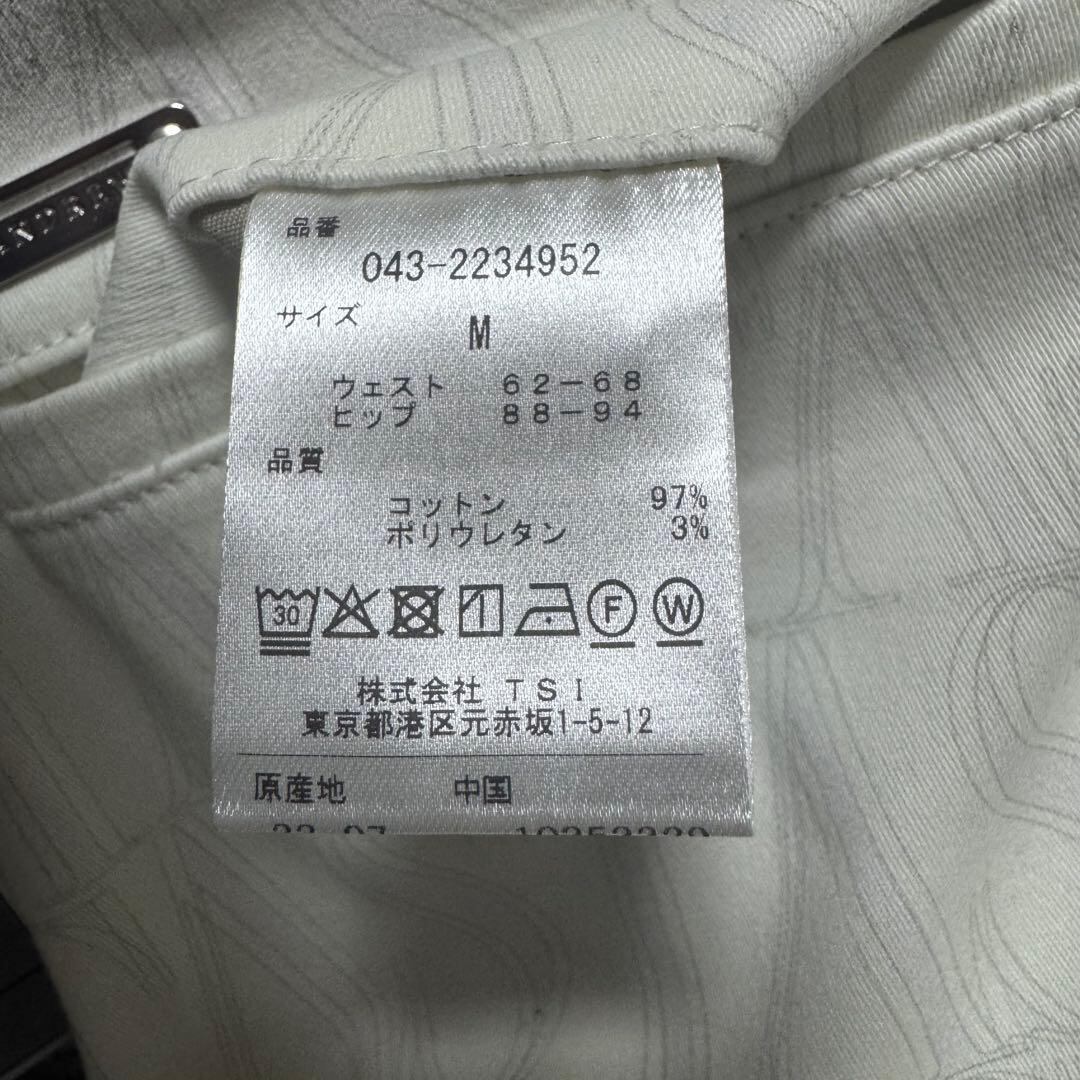 品番
043-2234952
サイズ
M
ウェスト 62-68
ヒップ 88-94
品質
コットン 97%
ポリウレタン 3%
30
1
F W
株式会社 TSI
東京都港区元赤坂1-5-12
原産地 中国